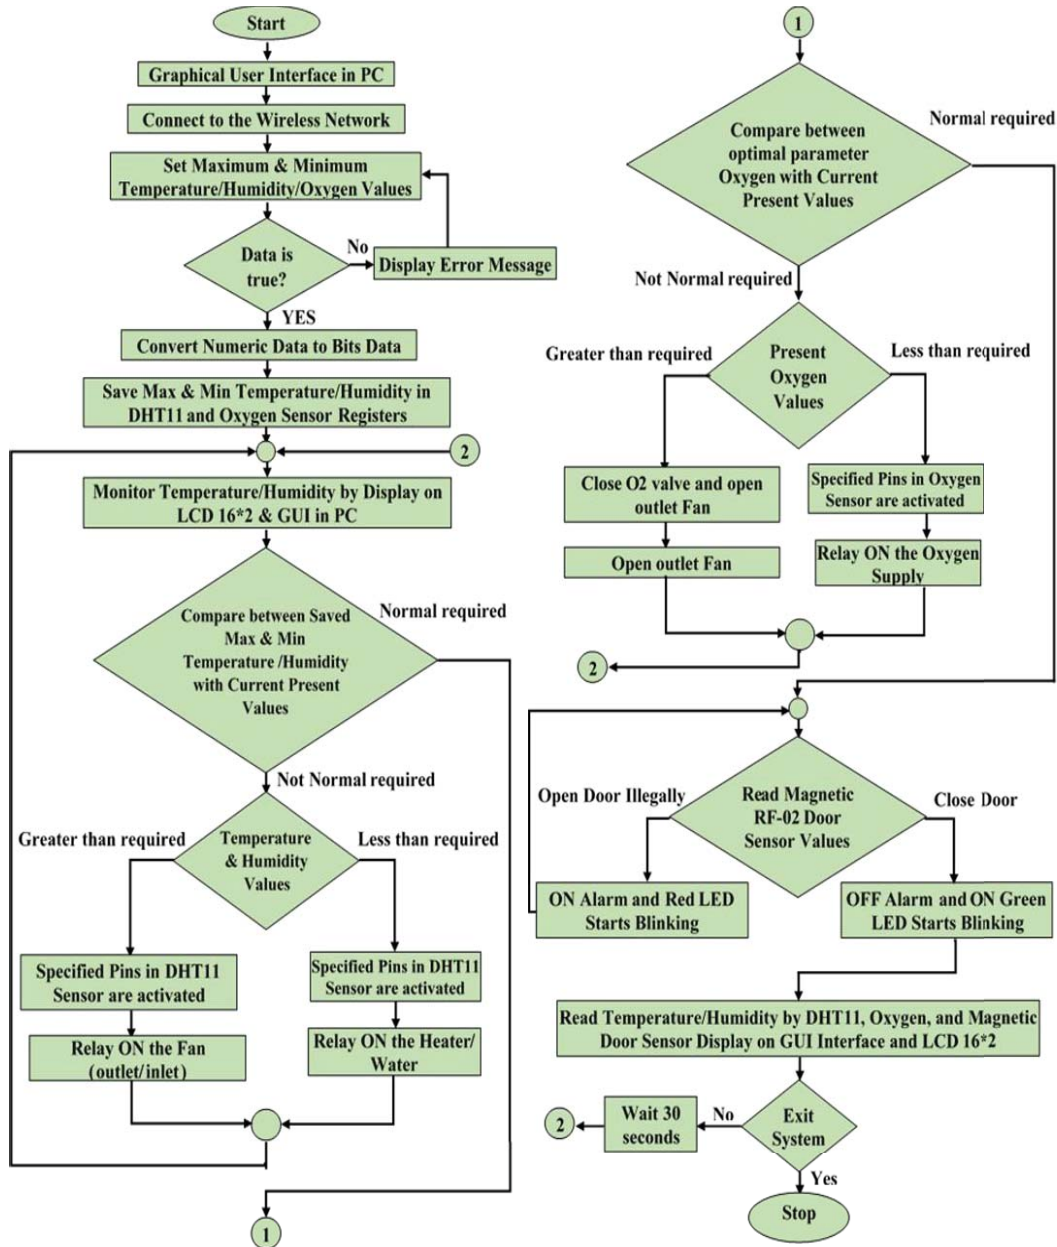 Start
Graphical User Interface in PC
Connect to the Wireless Network
Set Maximum & Minimum
Temperature/Humidity/Oxygen Values
Data is
true?
No
Display Error Message
YES
Convert Numeric Data to Bits Data
Save Max & Min Temperature/Humidity in
DHT11 and Oxygen Sensor Registers
2
Monitor Temperature/Humidity by Display on
LCD 16*2 & GUI in PC
Compare between Saved
Max & Min
Temperature /Humidity
with Current Present
Values
Normal required
Not Normal required
Greater than required
Temperature
& Humidity
Values
Less than required
Specified Pins in DHT11
Sensor are activated
Relay ON the Fan
(outlet/inlet)
Specified Pins in DHT11
Sensor are activated
Relay ON the Heater/
Water
1
1
Compare between
optimal parameter
Oxygen with Current
Present Values
Normal required
Not Normal required
Greater than required
Present
Oxygen
Values
Less than required
Close O2 valve and open
outlet Fan
Open outlet Fan
Specified Pins in Oxygen
Sensor are activated
Relay ON the Oxygen
Supply
2
Open Door Illegally
Read Magnetic
RF-02 Door
Sensor Values
Close Door
ON Alarm and Red LED
Starts Blinking
OFF Alarm and ON Green
LED Starts Blinking
Read Temperature/Humidity by DHT11, Oxygen, and Magnetic
Door Sensor Display on GUI Interface and LCD 16*2
2
Wait 30
seconds
No
Exit
System
Yes
Stop